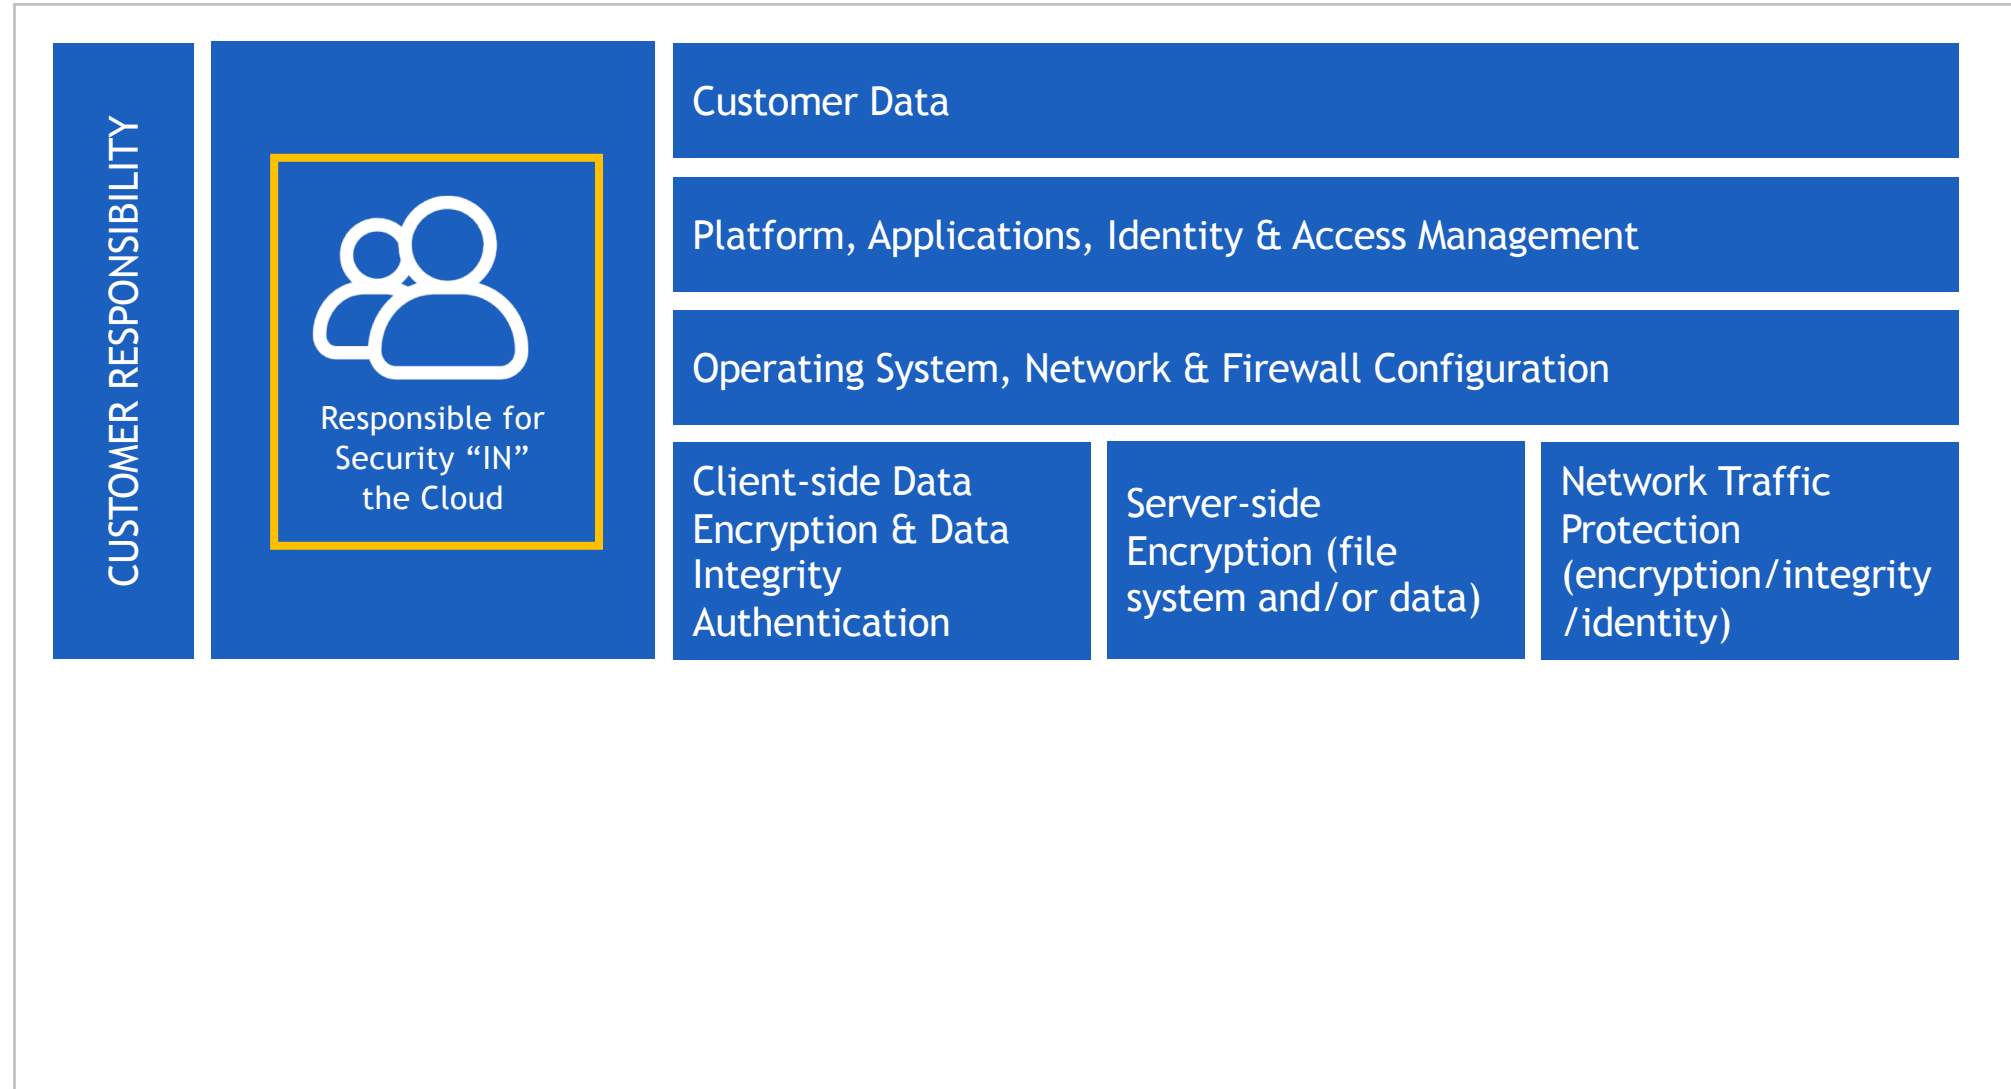 CUSTOMER RESPONSIBILITY
Responsible for
Security “IN”
the Cloud
Customer Data
Platform, Applications, Identity & Access Management
Operating System, Network & Firewall Configuration
Client-side Data
Encryption & Data
Integrity
Authentication
Server-side
Encryption (file
system and/or data)
Network Traffic
Protection
(encryption/integrity
/identity)